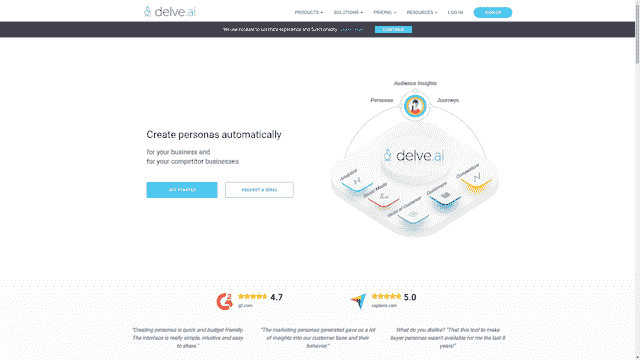 delve.ai
PRODUCTS SOLUTIONS PRICING RESOURCES LOG IN SIGN UP
Audience Insights
Personas Journeys
Create personas automatically
for your business and
for your competitor businesses
GET STARTED REQUEST A DEMO
delve.ai
Analytics
Social Media
Voice of Customer
Customers
Competitors
G2 4.7
g2.com
5.0
capterra.com
"Creating personas is quick and budget friendly.
The interface is really simple, intuitive and easy
to share."
"The marketing personas generated gave us a lot
of insights into our customer base and their
behavior."
What do you dislike? "That this tool to make
buyer personas wasn't available for me the last 8
years!"